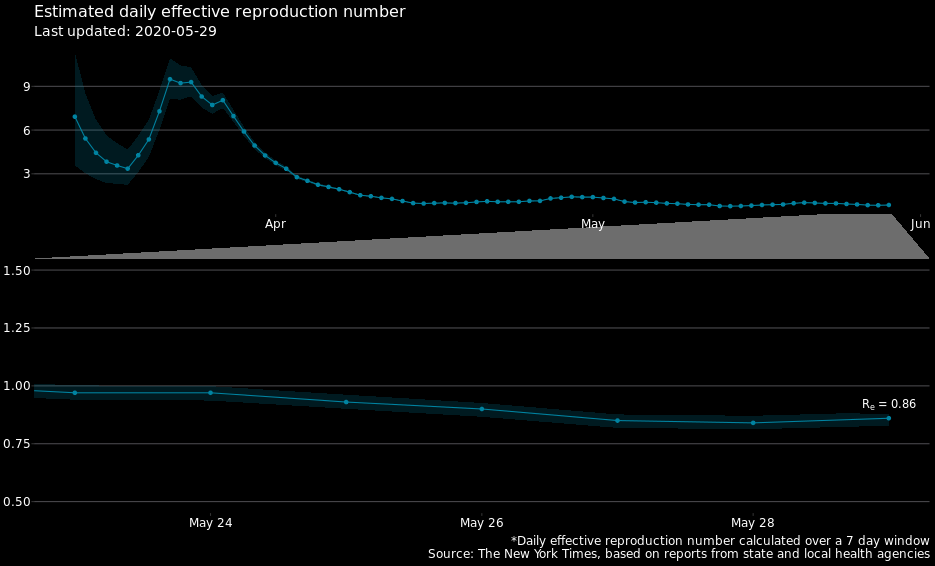 Estimated daily effective reproduction number
Last updated: 2020-05-29
9
6
3
Apr
May
Jun
1.50
1.25
1.00
Re = 0.86
0.75
0.50
May 24
May 26
May 28
*Daily effective reproduction number calculated over a 7 day window
Source: The New York Times, based on reports from state and local health agencies